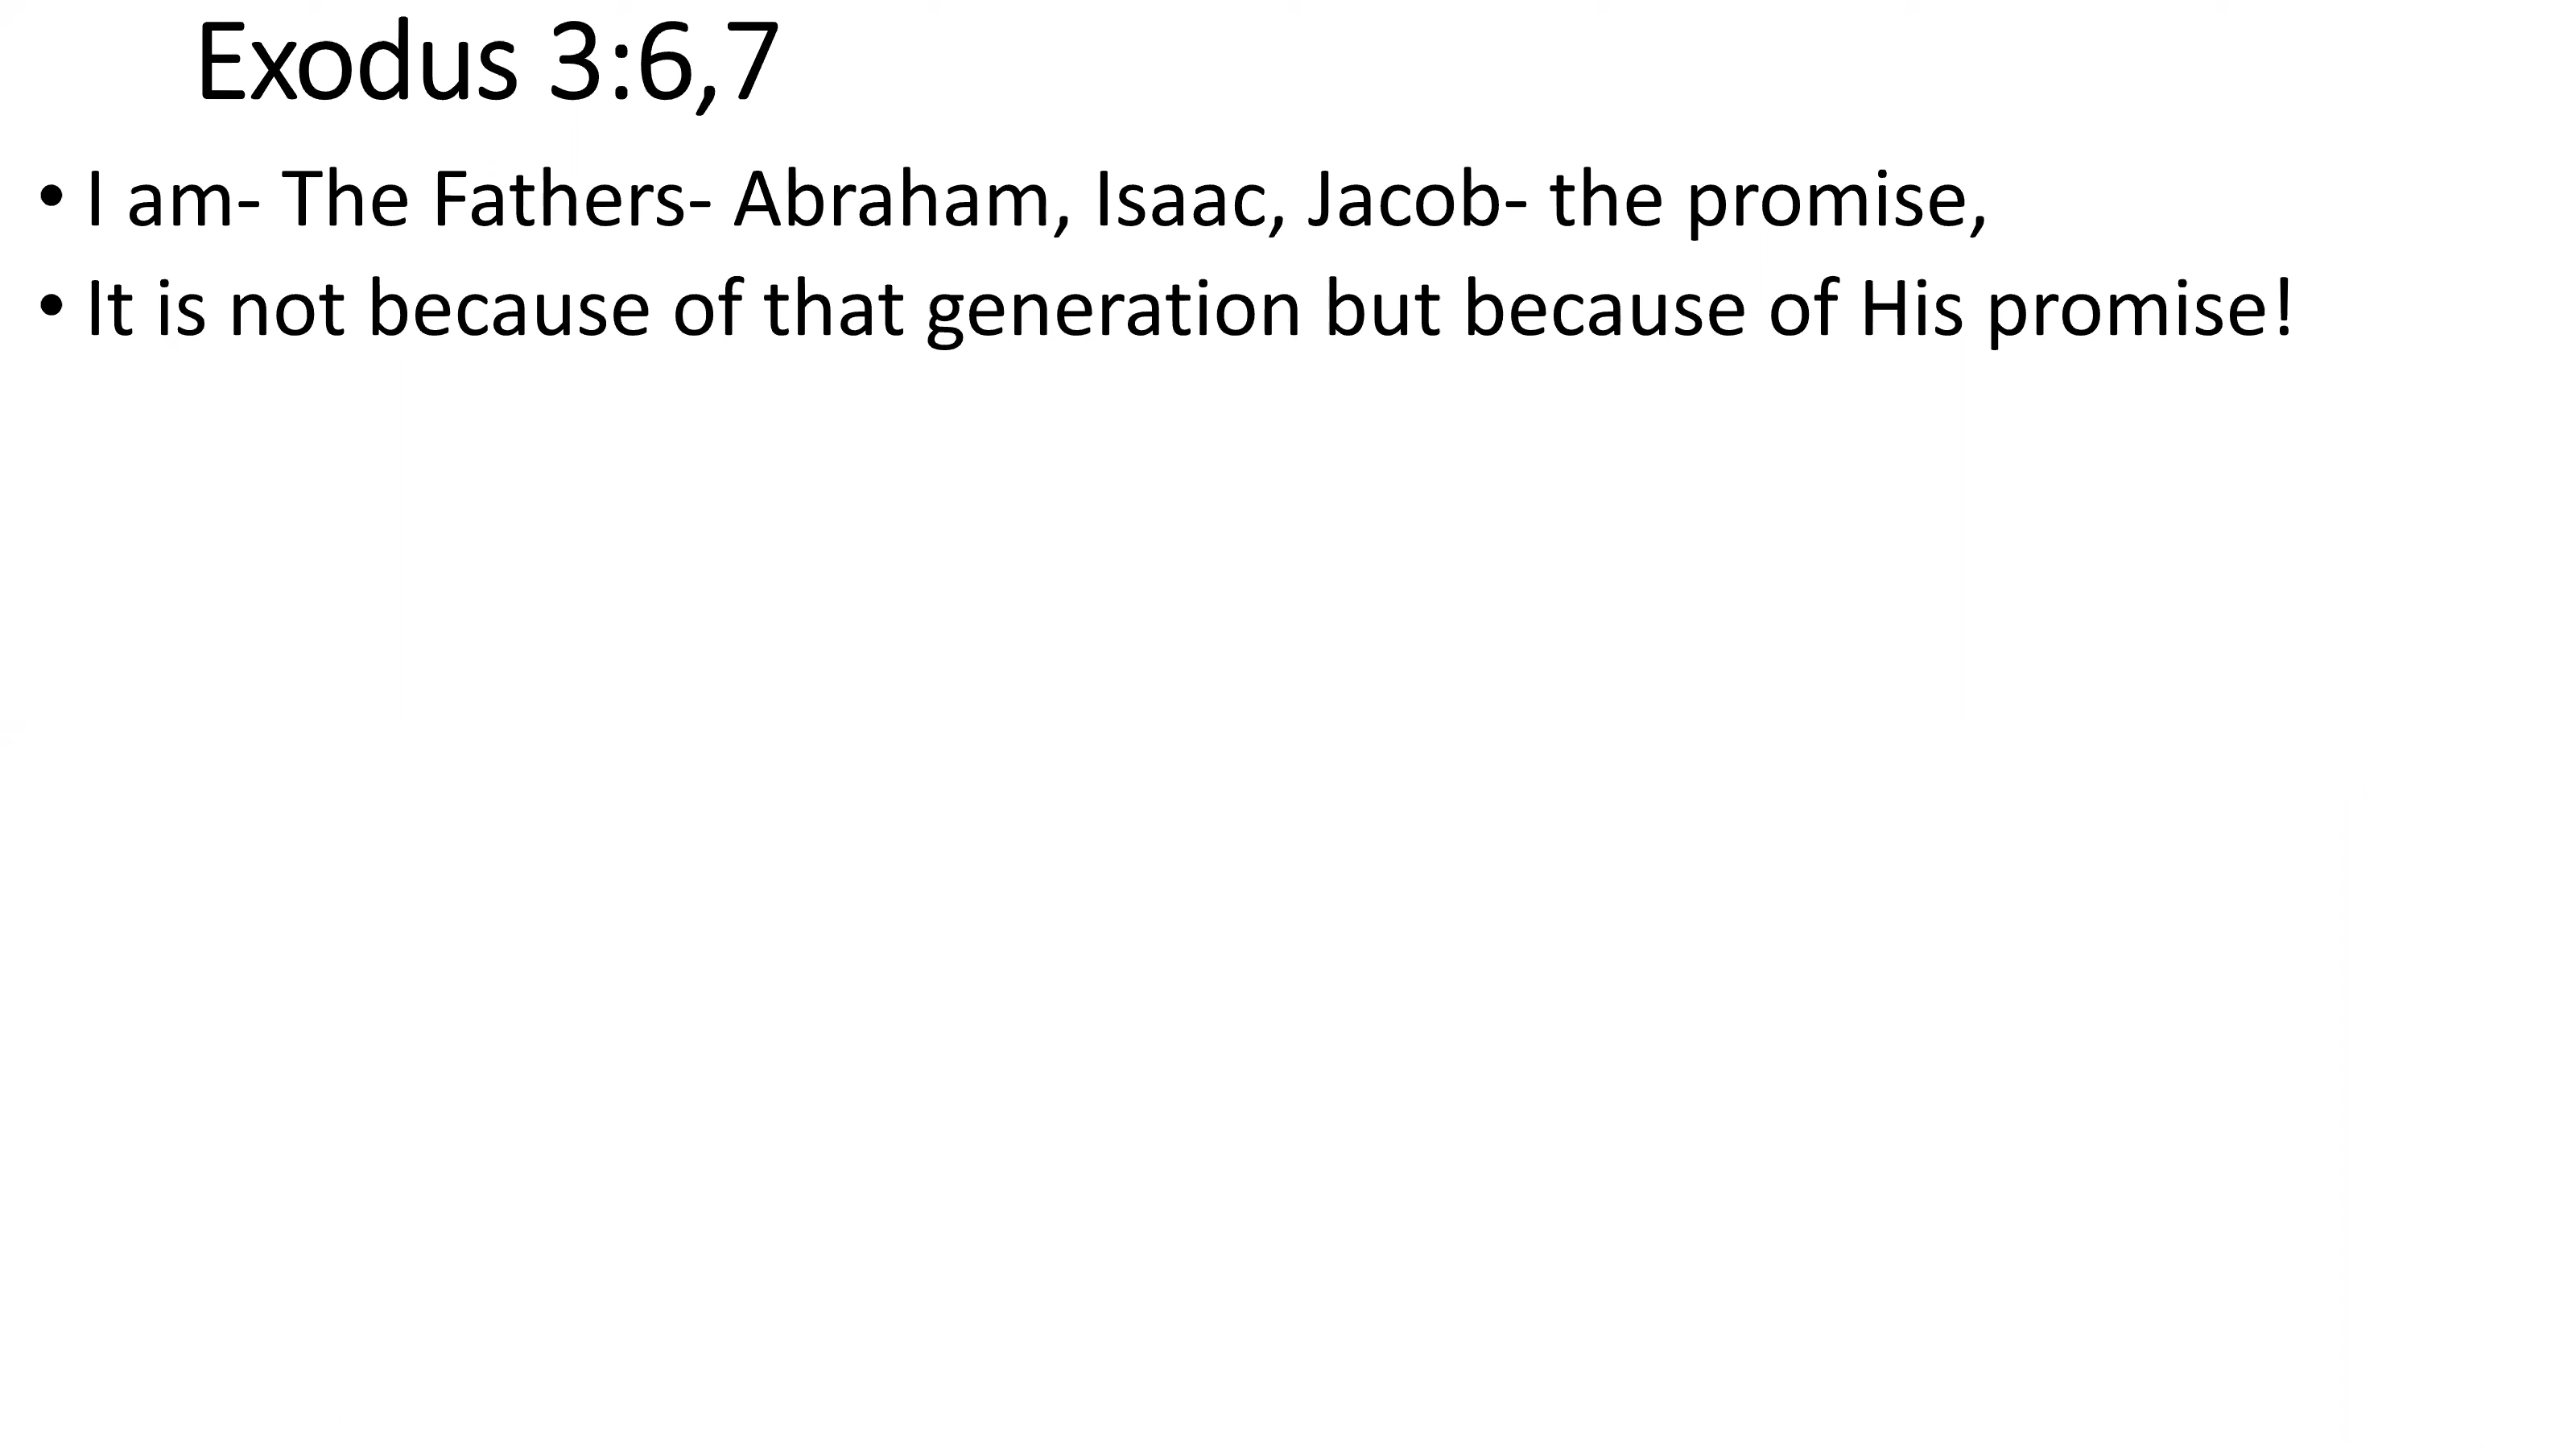 Exodus 3:6,7
• I am- The Fathers- Abraham, Isaac, Jacob- the promise,
• It is not because of that generation but because of His promise!